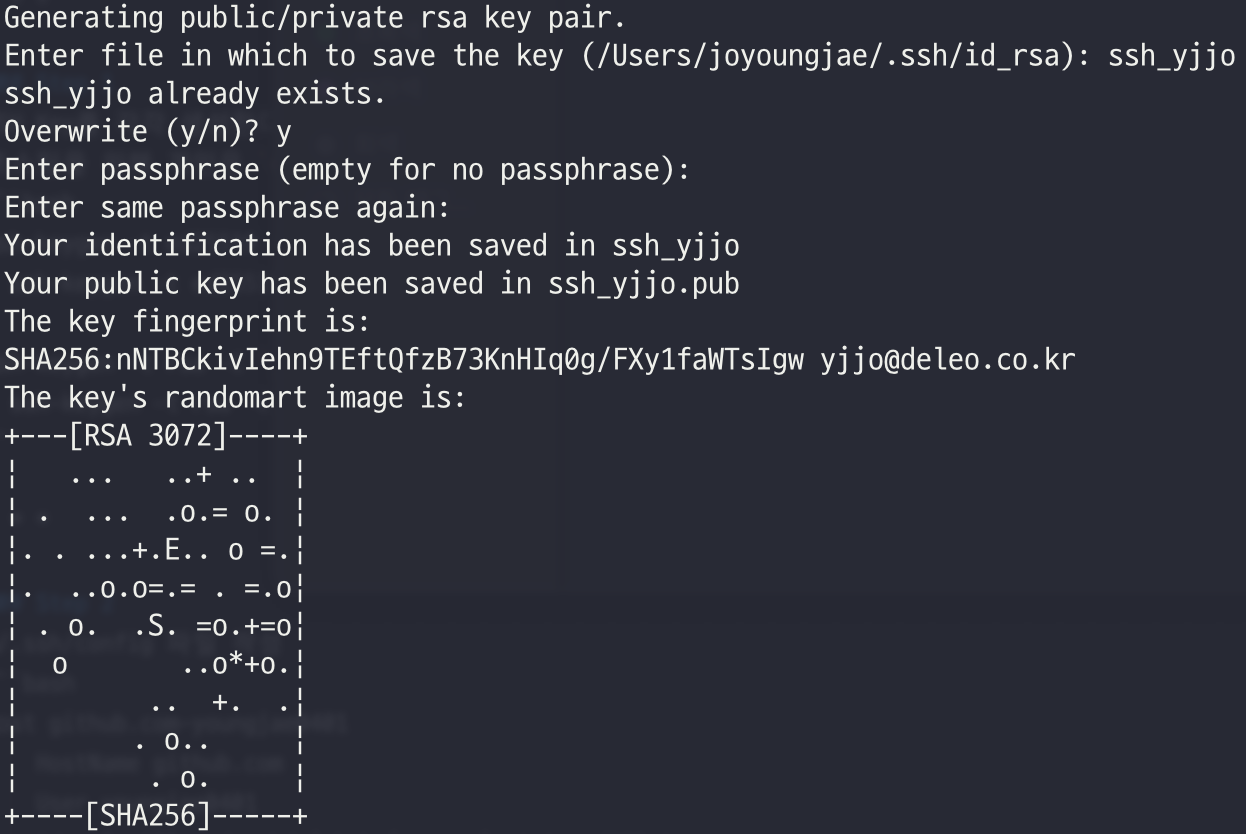 Generating public/private rsa key pair.
Enter file in which to save the key (/Users/joyoungjae/.ssh/id_rsa): ssh_yjjo
ssh_yjjo already exists.
Overwrite (y/n)? y
Enter passphrase (empty for no passphrase):
Enter same passphrase again:
Your identification has been saved in ssh_yjjo
Your public key has been saved in ssh_yjjo.pub
The key fingerprint is:
SHA256:nNTBCkivIehn9TEftQfzB73KnHIq0g/FXy1faWTsIgw yjjo@deleo.co.kr
The key's randomart image is:
+---[RSA 3072]----+
¦   ...   ..+ ..  ¦
¦ .  ...  .o.= o. ¦
¦. . ...+.E.. o =.¦
¦.  ..o.o=.= . =.o¦
¦ . o.  .S. =o.+=o¦
¦  o       ..o*+o.¦
¦        ..  +.  .¦
¦       . o..     ¦
¦        . o.     ¦
+----[SHA256]-----+